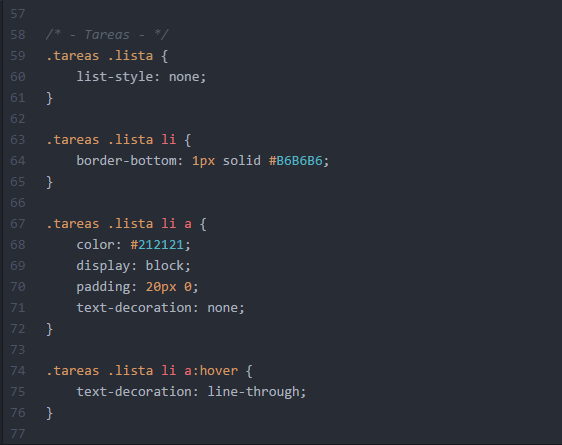 57
58 /* - Tareas - */
59 .tareas .lista {
60     list-style: none;
61 }
62
63 .tareas .lista li {
64     border-bottom: 1px solid #B6B6B6;
65 }
66
67 .tareas .lista li a {
68     color: #212121;
69     display: block;
70     padding: 20px 0;
71     text-decoration: none;
72 }
73
74 .tareas .lista li a:hover {
75     text-decoration: line-through;
76 }
77